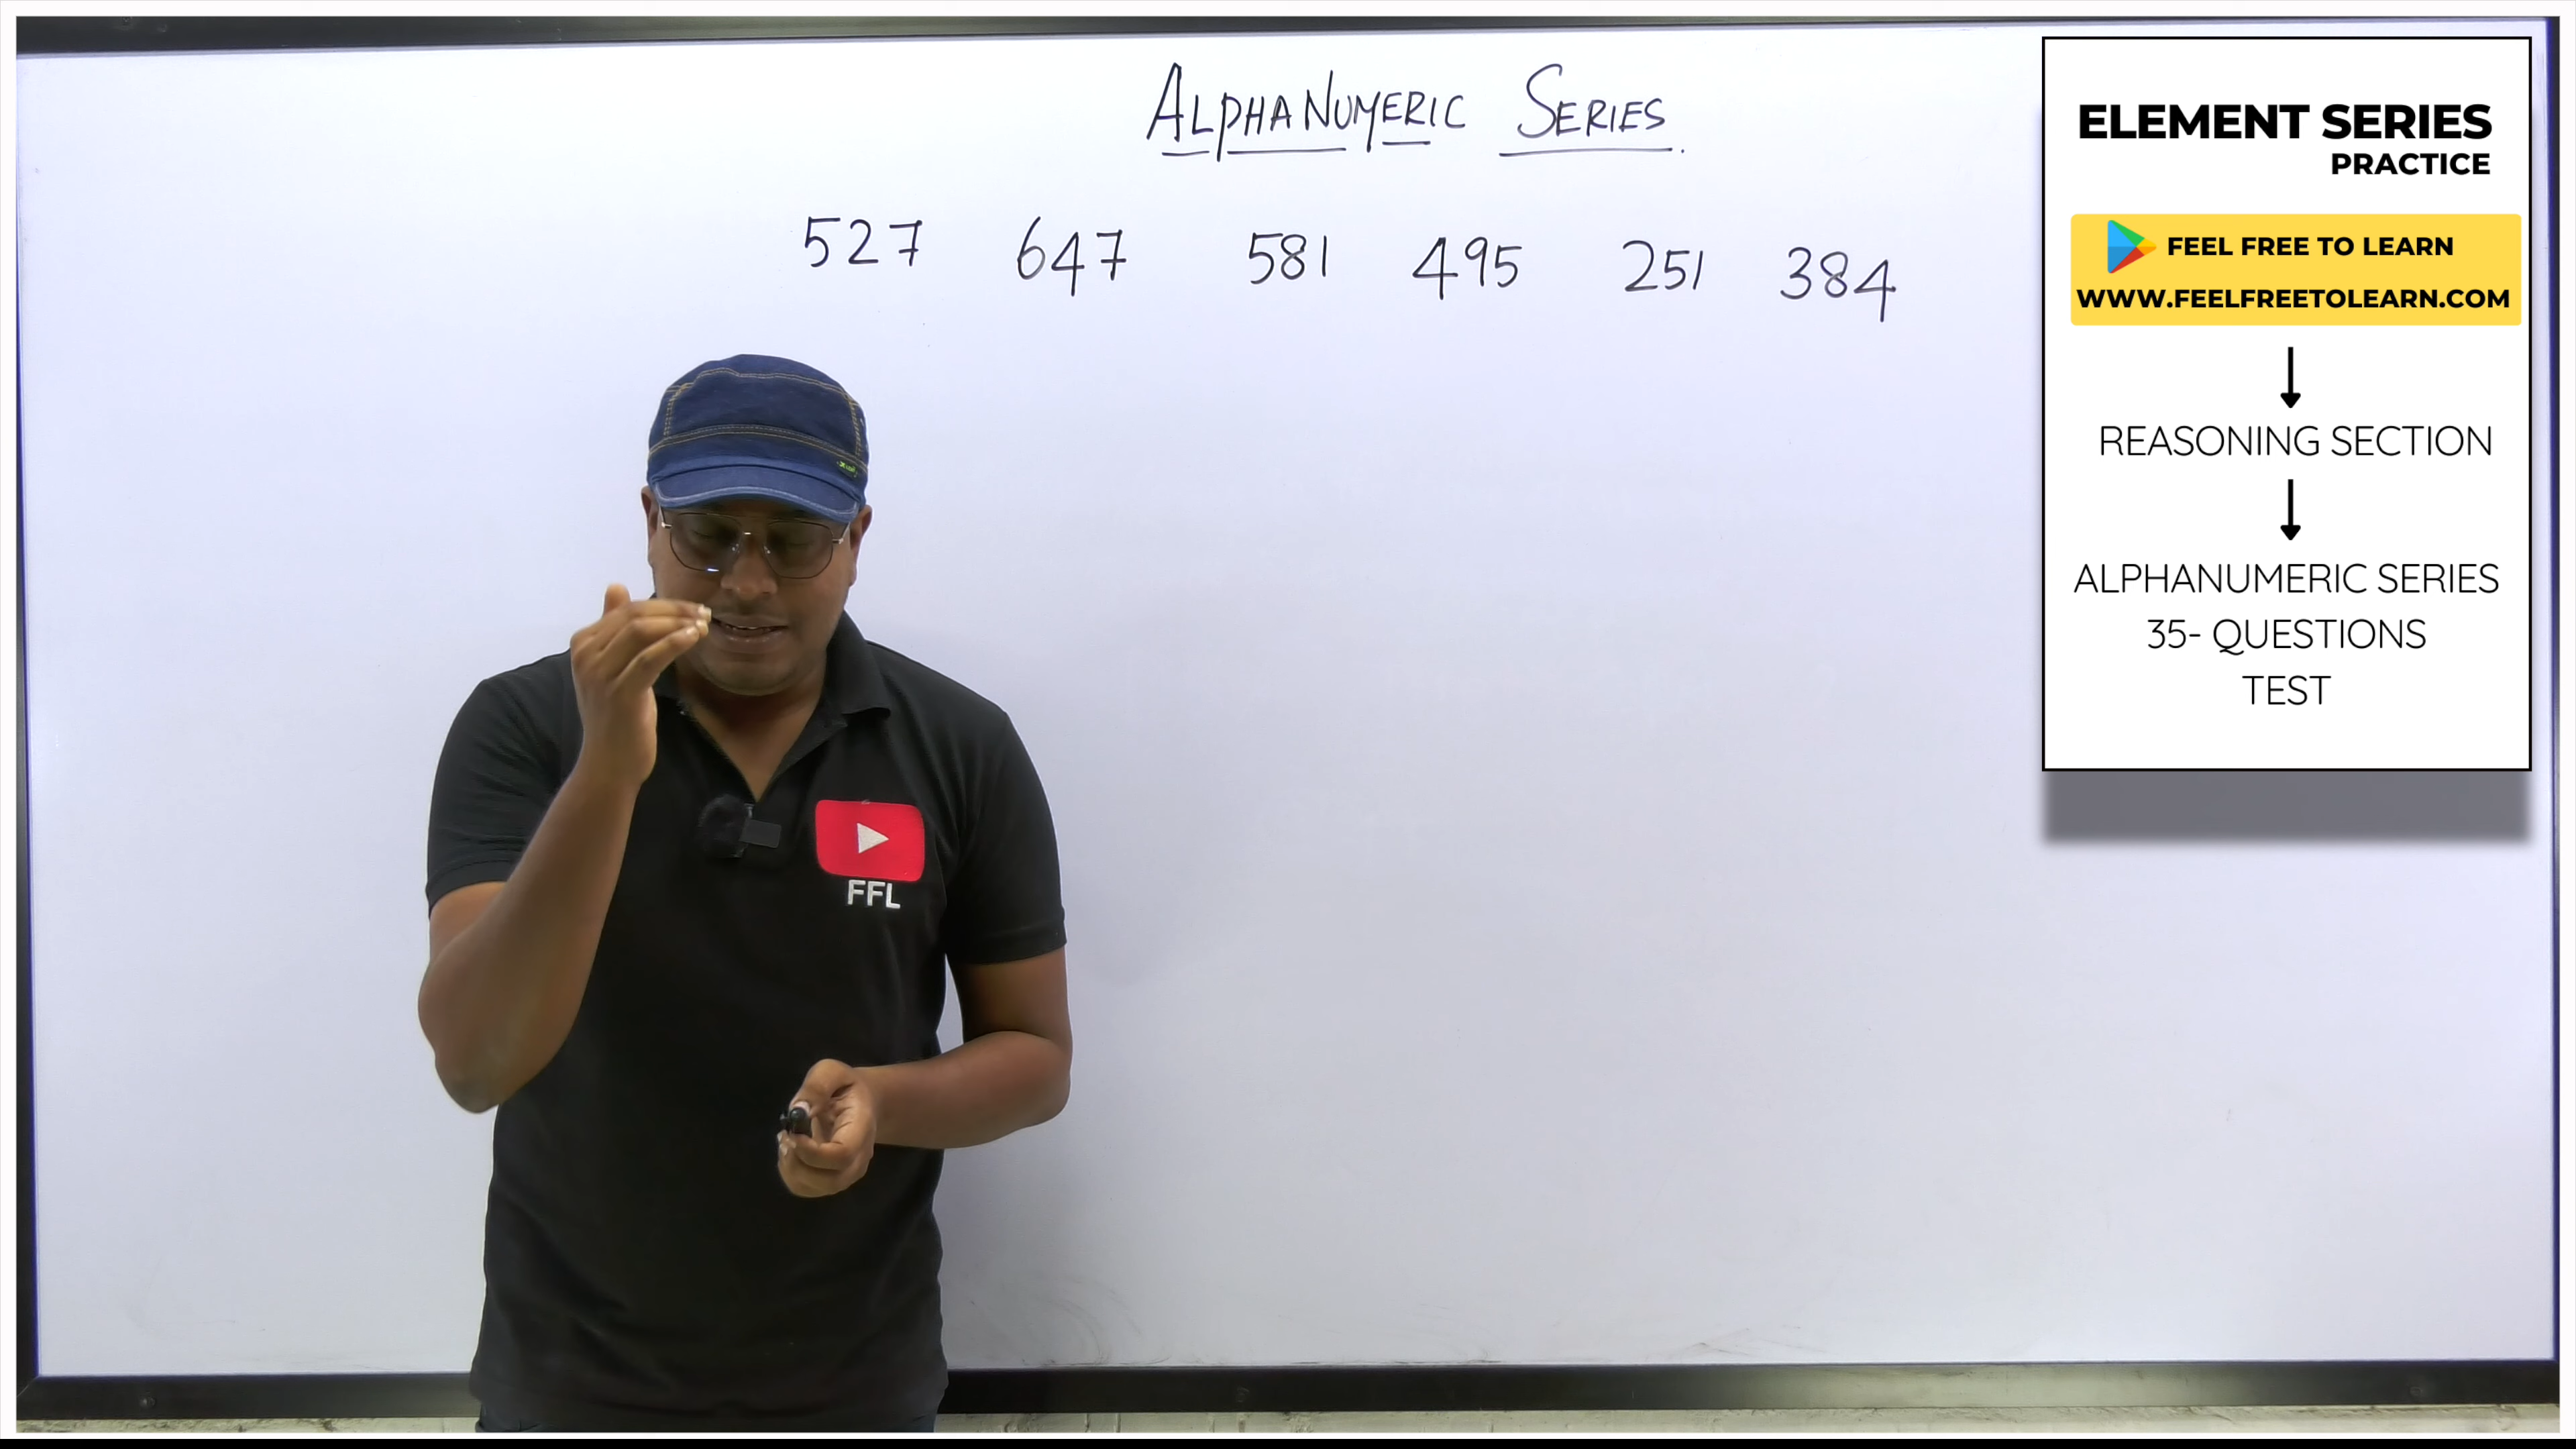 ALPHANUMERIC SERIES.
527 647 581 495 251 384
ELEMENT SERIES
PRACTICE
FEEL FREE TO LEARN
WWW.FEELFREETOLEARN.COM
REASONING SECTION
ALPHANUMERIC SERIES
35- QUESTIONS
TEST
FFL